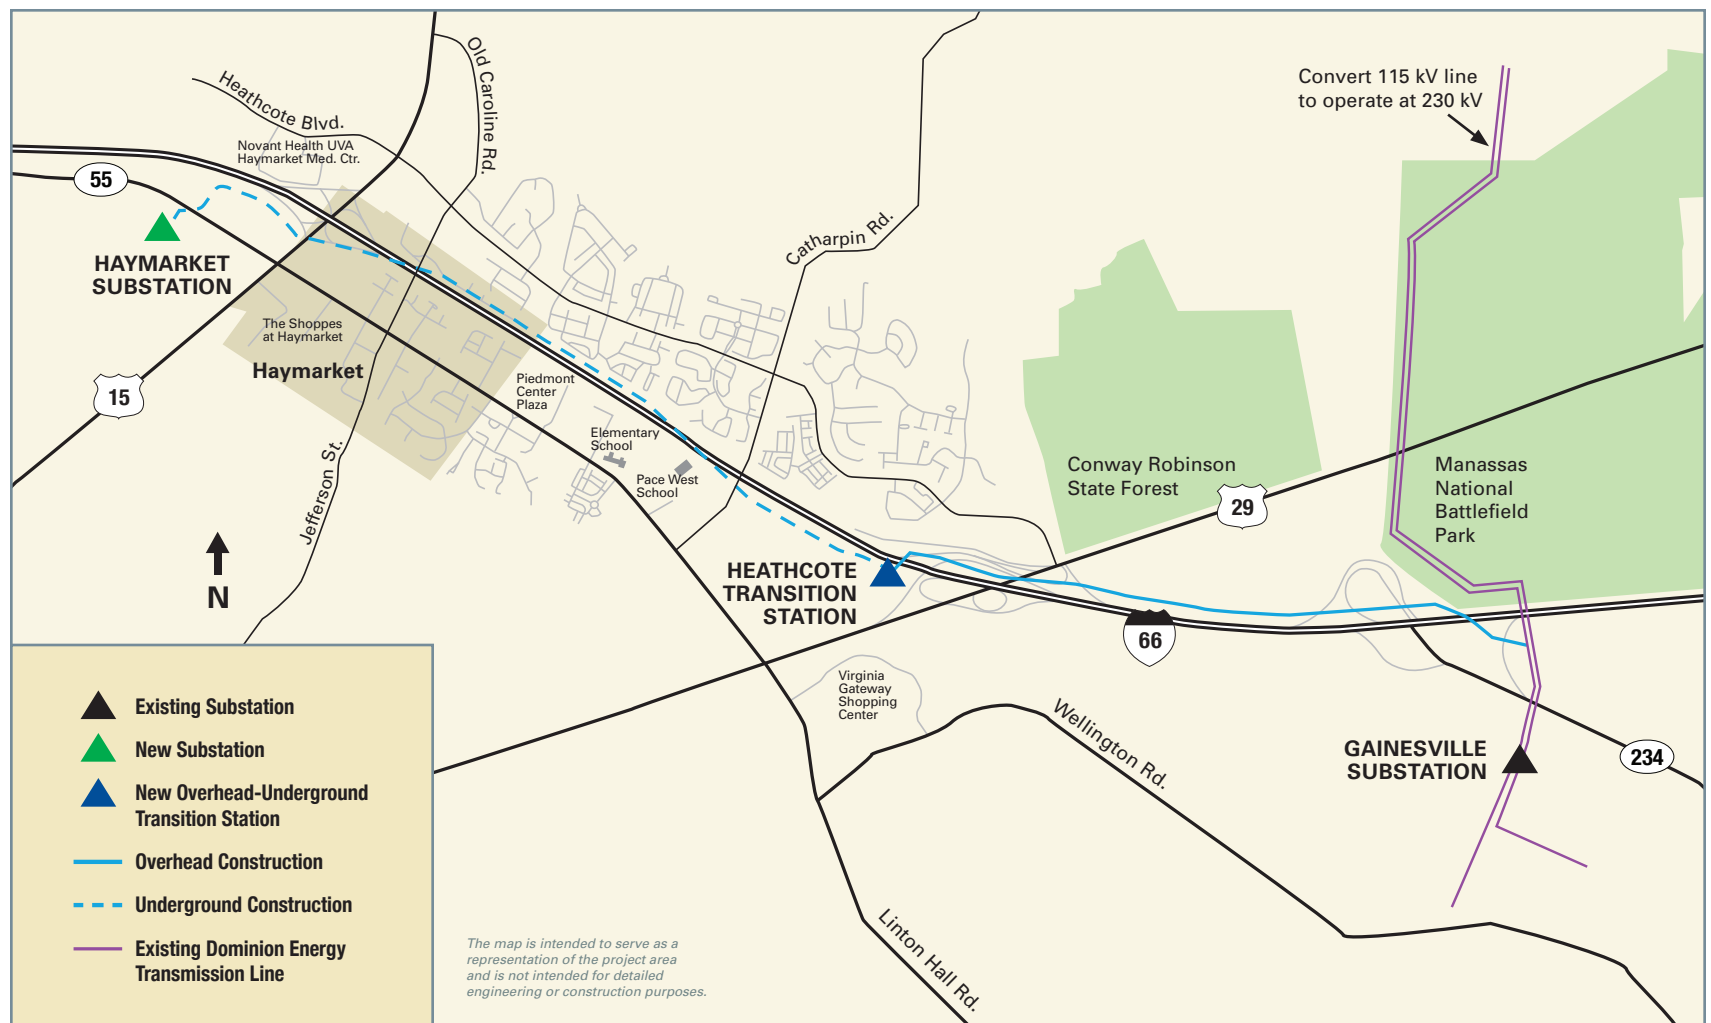 Old Caroline Rd.
Heathcote Blvd.
Convert 115 kV line
to operate at 230 kV
Novant Health UVA
Haymarket Med. Ctr.
55
Catharpin Rd.
HAYMARKET
SUBSTATION
The Shoppes
at Haymarket
Haymarket
15
Piedmont
Center
Plaza
Elementary
School
Pace West
School
Jefferson St.
Conway Robinson
State Forest
29
Manassas
National
Battlefield
Park
N
HEATHCOTE
TRANSITION
STATION
66
Virginia
Gateway
Shopping
Center
Wellington Rd.
GAINESVILLE
SUBSTATION
234
Linton Hall Rd.
Existing Substation
New Substation
New Overhead-Underground
Transition Station
Overhead Construction
Underground Construction
Existing Dominion Energy
Transmission Line
The map is intended to serve as a
representation of the project area
and is not intended for detailed
engineering or construction purposes.